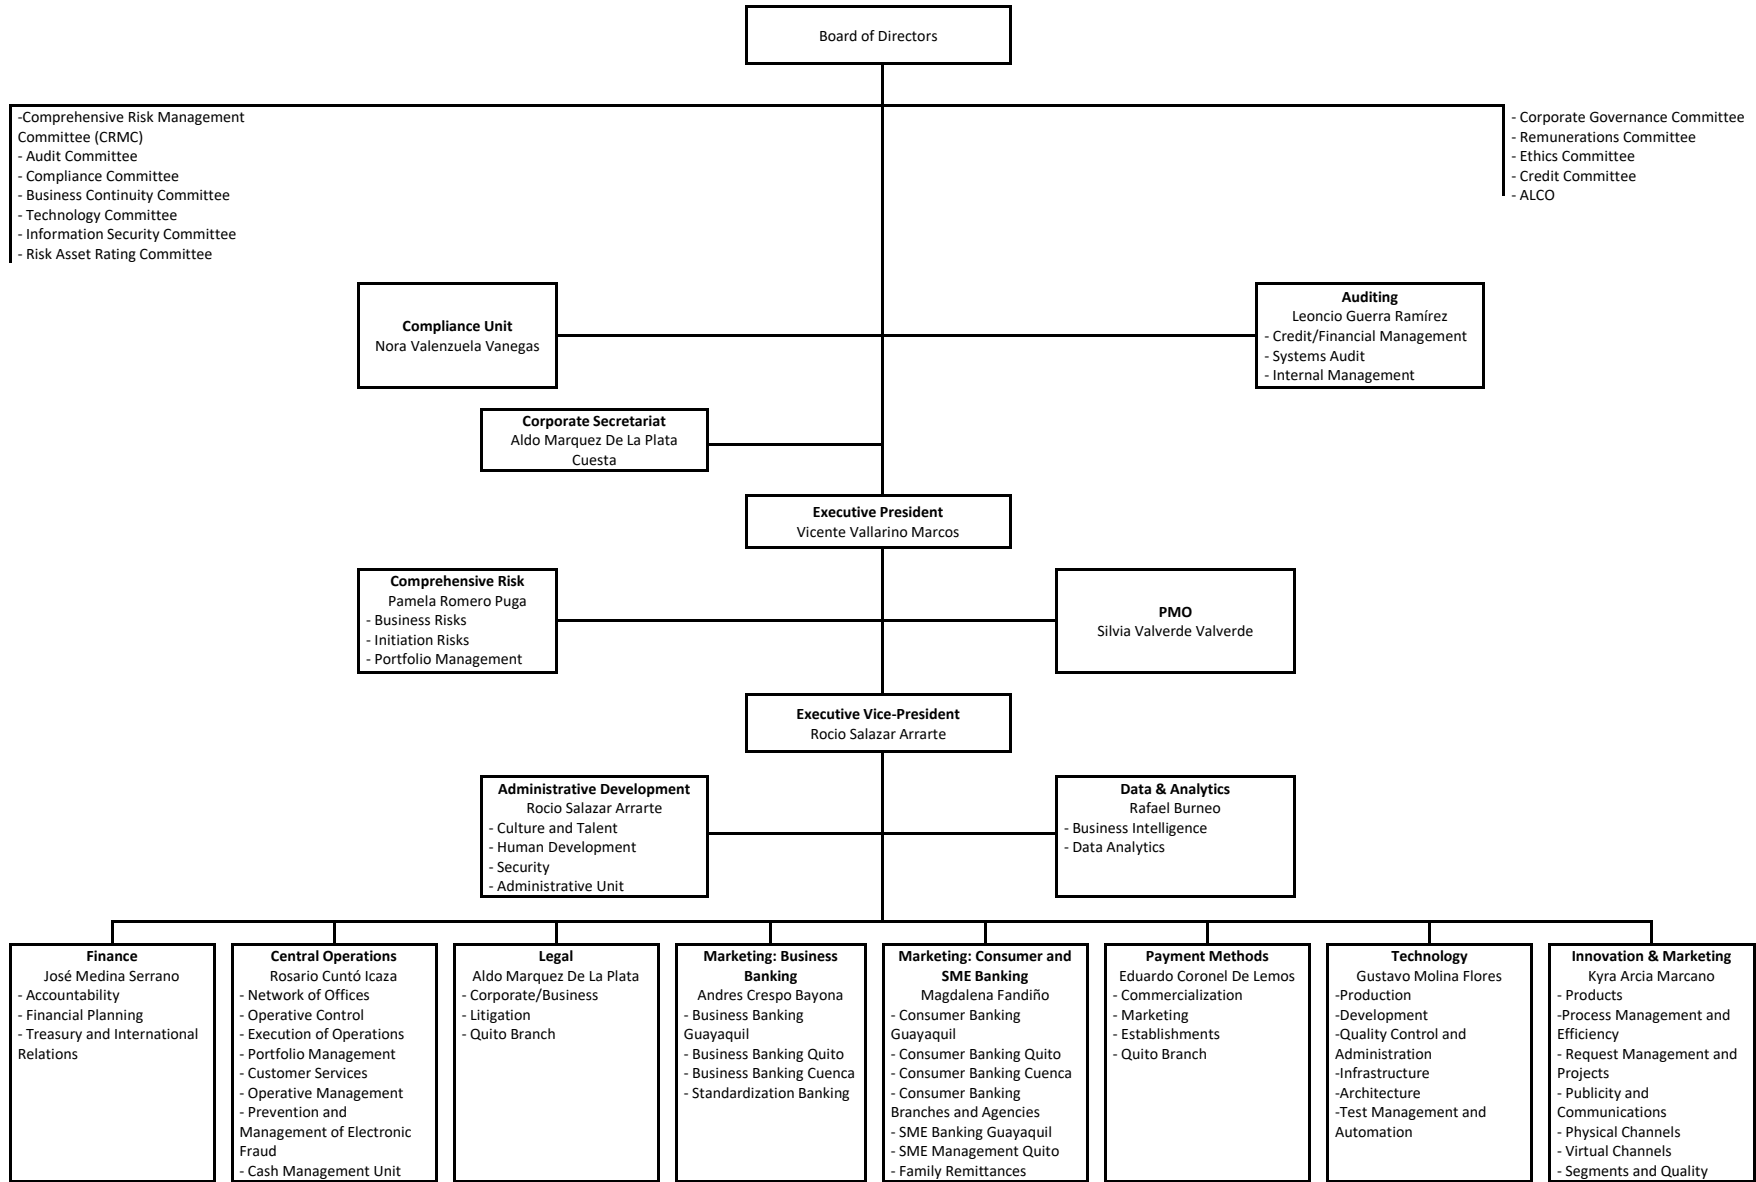 Board of Directors
-Comprehensive Risk Management
Committee (CRMC)
- Audit Committee
- Compliance Committee
- Business Continuity Committee
- Technology Committee
- Information Security Committee
- Risk Asset Rating Committee
- Corporate Governance Committee
- Remunerations Committee
- Ethics Committee
- Credit Committee
- ALCO
Compliance Unit
Nora Valenzuela Vanegas
Auditing
Leoncio Guerra Ramírez
- Credit/Financial Management
- Systems Audit
- Internal Management
Corporate Secretariat
Aldo Marquez De La Plata
Cuesta
Executive President
Vicente Vallarino Marcos
Comprehensive Risk
Pamela Romero Puga
- Business Risks
- Initiation Risks
- Portfolio Management
PMO
Silvia Valverde Valverde
Executive Vice-President
Rocio Salazar Arrarte
Administrative Development
Rocio Salazar Arrarte
- Culture and Talent
- Human Development
- Security
- Administrative Unit
Data & Analytics
Rafael Burneo
- Business Intelligence
- Data Analytics
Finance
José Medina Serrano
- Accountability
- Financial Planning
- Treasury and International
Relations
Central Operations
Rosario Cuntó Icaza
- Network of Offices
- Operative Control
- Execution of Operations
- Portfolio Management
- Customer Services
- Operative Management
- Prevention and
Management of Electronic
Fraud
- Cash Management Unit
Legal
Aldo Marquez De La Plata
- Corporate/Business
- Litigation
- Quito Branch
Marketing: Business
Banking
Andres Crespo Bayona
- Business Banking
Guayaquil
- Business Banking Quito
- Business Banking Cuenca
- Standardization Banking
Marketing: Consumer and
SME Banking
Magdalena Fandiño
- Consumer Banking
Guayaquil
- Consumer Banking Quito
- Consumer Banking Cuenca
- Consumer Banking
Branches and Agencies
- SME Banking Guayaquil
- SME Management Quito
- Family Remittances
Payment Methods
Eduardo Coronel De Lemos
- Commercialization
- Marketing
- Establishments
- Quito Branch
Technology
Gustavo Molina Flores
-Production
-Development
-Quality Control and
Administration
-Infrastructure
-Architecture
-Test Management and
Automation
Innovation & Marketing
Kyra Arcia Marcano
- Products
-Process Management and
Efficiency
- Request Management and
Projects
- Publicity and
Communications
- Physical Channels
- Virtual Channels
- Segments and Quality